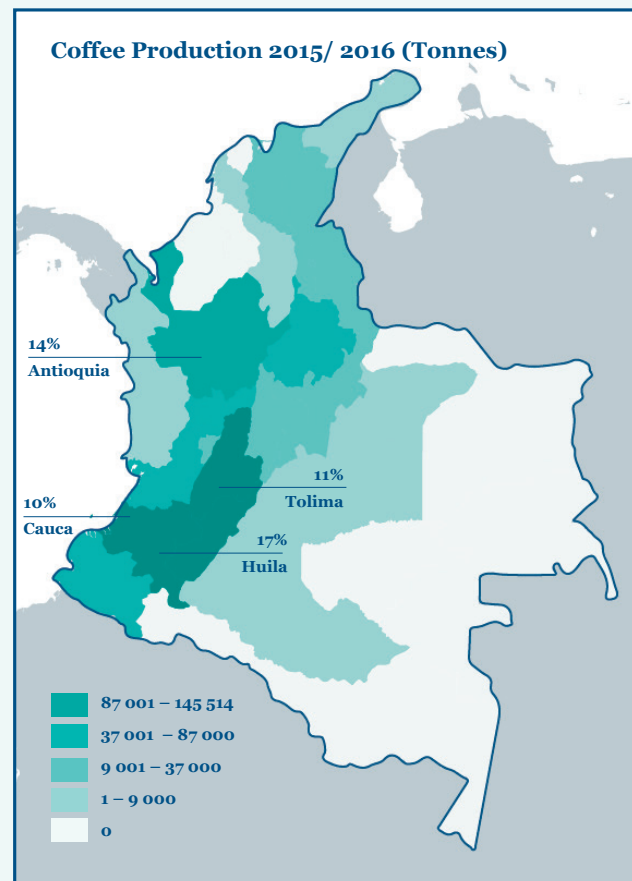 Coffee Production 2015/ 2016 (Tonnes)
14%
Antioquia
11%
Tolima
10%
Cauca
17%
Huila
87 001 – 145 514
37 001 – 87 000
9 001 – 37 000
1 – 9 000
0